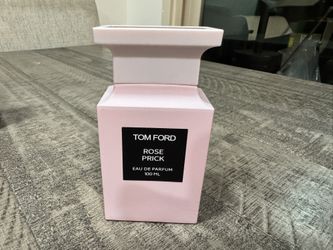 TOM FORD
ROSE
PRICK
EAU DE PARFUM
100 ML